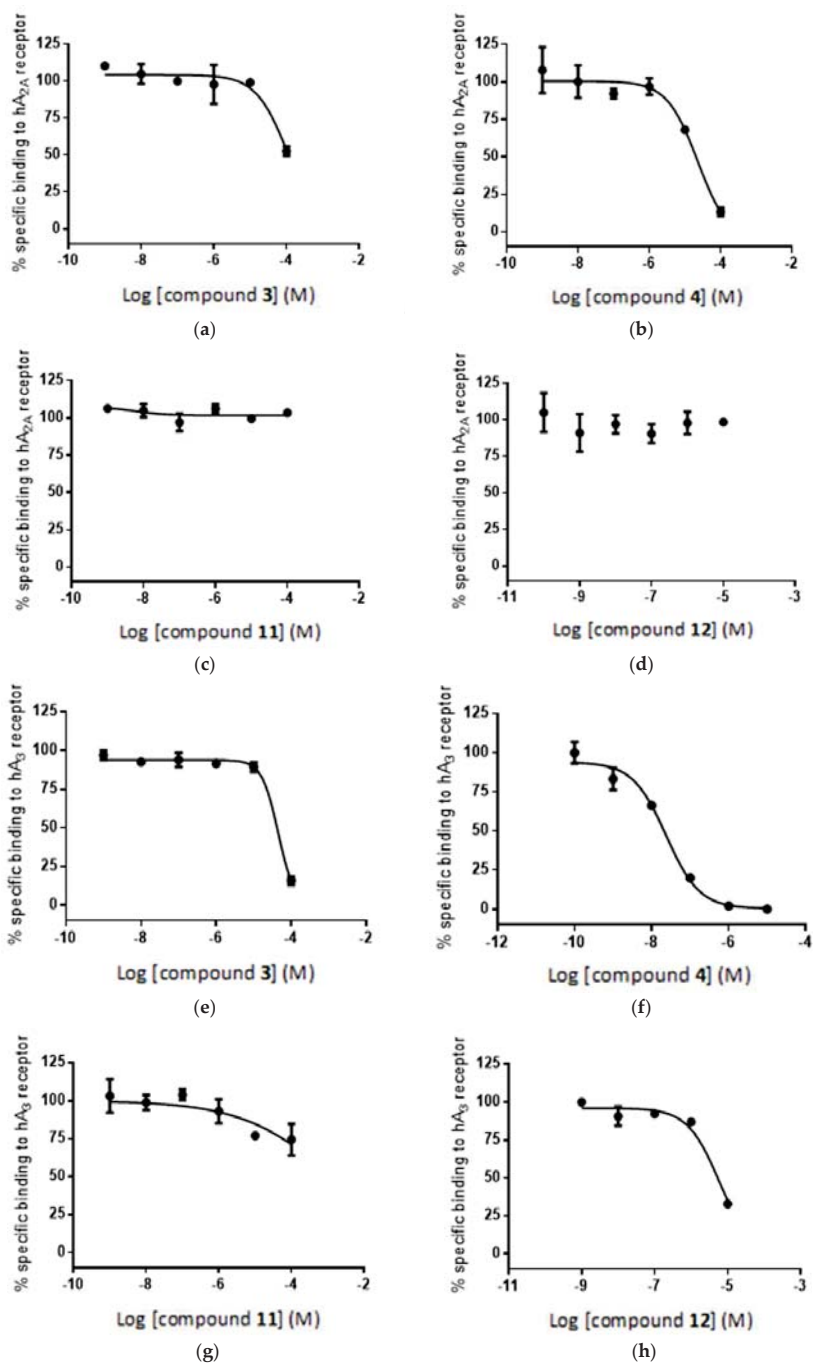 % specific binding to hA2A receptor
125
100
75
50
25
0
-10 -8 -6 -4 -2
Log [compound 3] (M)
(a)
% specific binding to hA2A receptor
125
100
75
50
25
0
-10 -8 -6 -4 -2
Log [compound 4] (M)
(b)
% specific binding to hA2A receptor
125
100
75
50
25
0
-10 -8 -6 -4 -2
Log [compound 11] (M)
(c)
% specific binding to hA2A receptor
125
100
75
50
25
0
-11 -9 -7 -5 -3
Log [compound 12] (M)
(d)
% specific binding to hA3 receptor
125
100
75
50
25
0
-10 -8 -6 -4 -2
Log [compound 3] (M)
(e)
% specific binding to hA3 receptor
125
100
75
50
25
0
-12 -10 -8 -6 -4
Log [compound 4] (M)
(f)
% specific binding to hA3 receptor
125
100
75
50
25
0
-10 -8 -6 -4 -2
Log [compound 11] (M)
(g)
% specific binding to hA3 receptor
125
100
75
50
25
0
-11 -9 -7 -5 -3
Log [compound 12] (M)
(h)